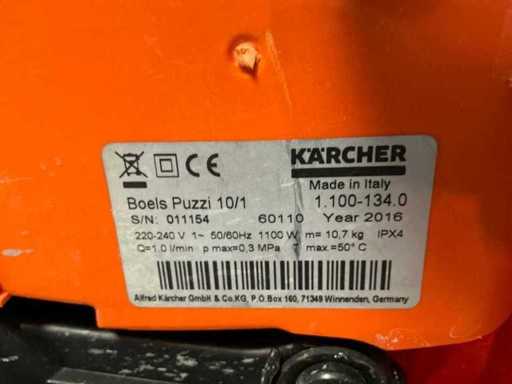 CE
KÄRCHER
Made in Italy
Boels Puzzi 10/1 1.100-134.0
S/N: 011154 60110 Year 2016
220-240 V 1~ 50/60Hz 1100 W m= 10,7 kg IPX4
Q=1.0 l/min p max=0,3 MPa T max.=50° C
Alfred Kärcher GmbH & Co.KG, P.O.Box 160, 71349 Winnenden, Germany